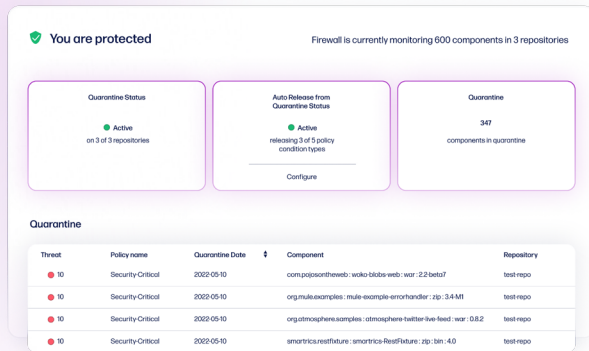 You are protected
Firewall is currently monitoring 600 components in 3 repositories
Quarantine Status
Active
on 3 of 3 repositories
Auto Release from
Quarantine Status
Active
releasing 3 of 5 policy
condition types
Configure
Quarantine
347
components in quarantine
Quarantine
Threat Policy name Quarantine Date Component Repository
10 Security-Critical 2022-05-10 com.pojosontheweb : woko-blobs-web : war : 2.2-beta7 test-repo
10 Security-Critical 2022-05-10 org.mule.examples : mule-example-errorhandler : zip : 3.4-M1 test-repo
10 Security-Critical 2022-05-10 org.atmosphere.samples : atmosphere-twitter-live-feed : war : 0.8.2 test-repo
10 Security-Critical 2022-05-10 smartrics.restfixture : smartrics-RestFixture : zip : bin : 4.0 test-repo